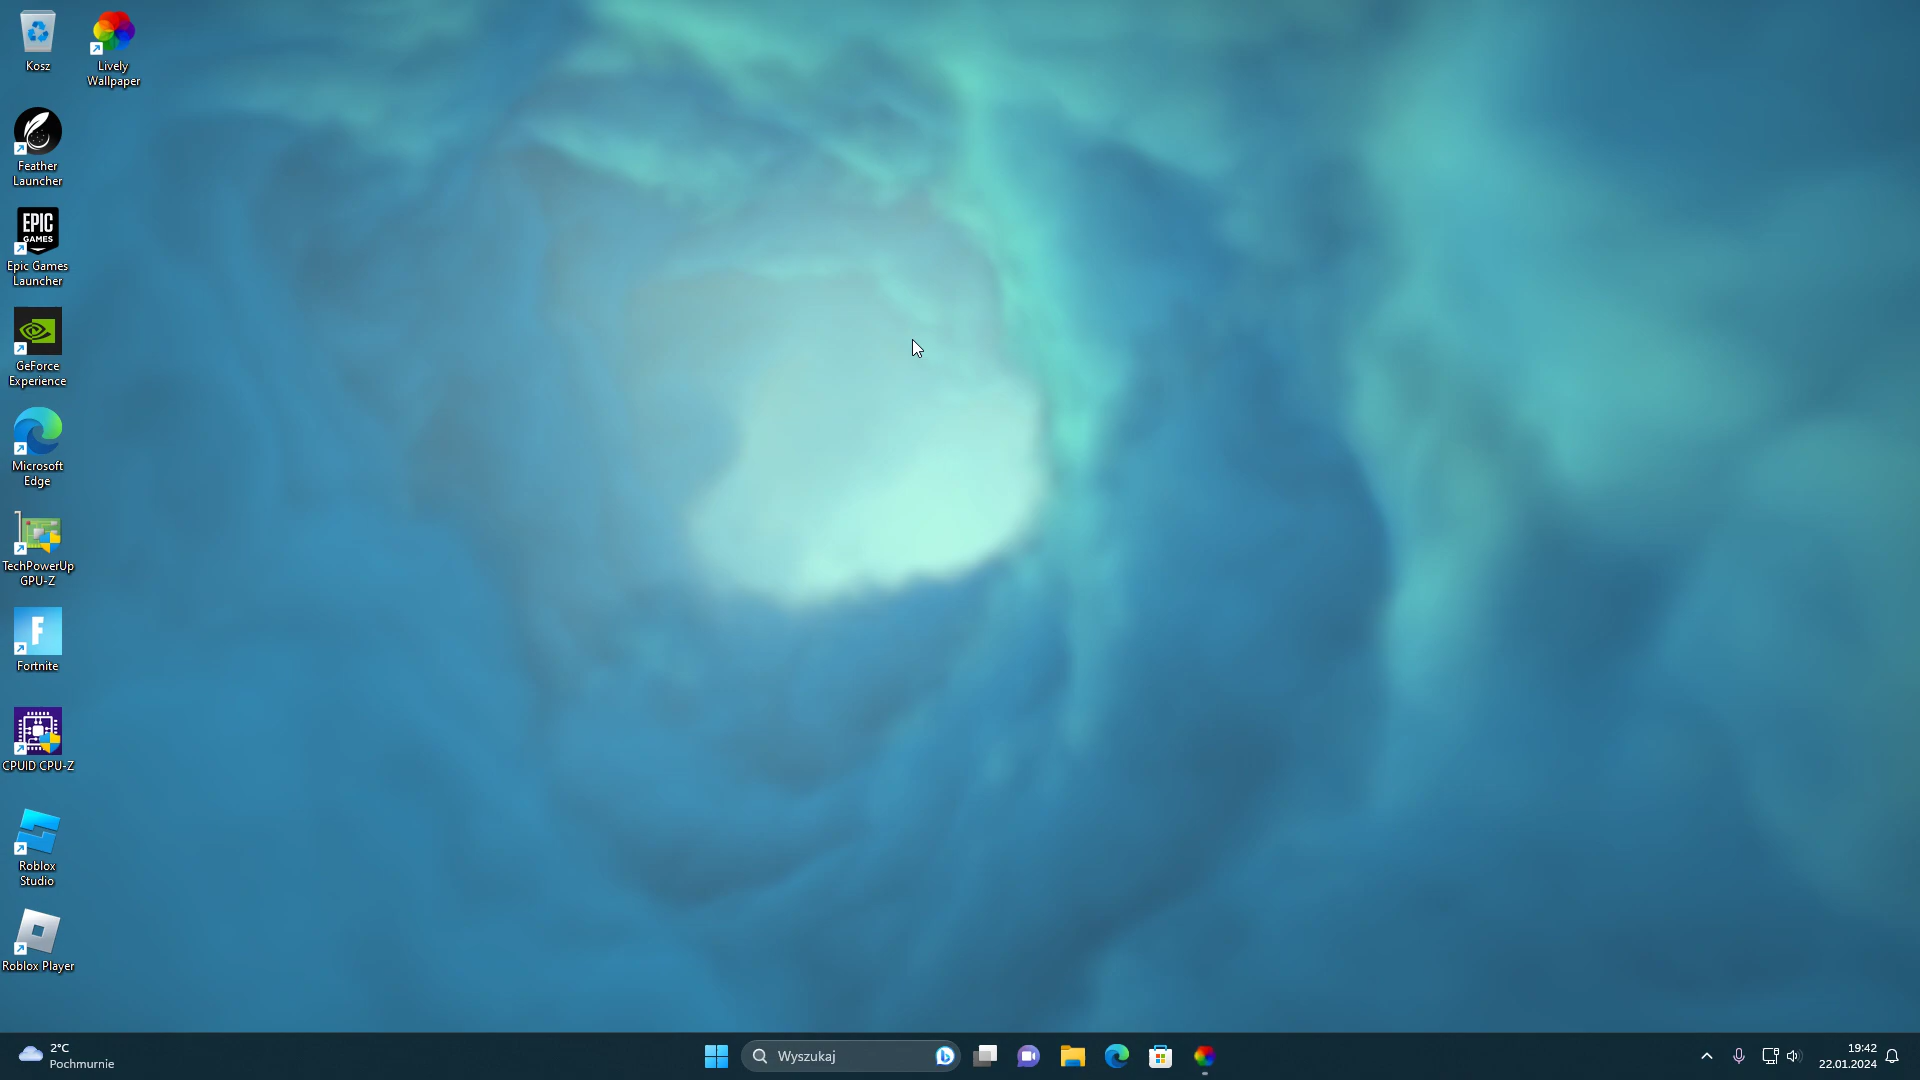 Kosz
Lively
Wallpaper
Feather
Launcher
EPIC
GAMES
Epic Games
Launcher
GeForce
Experience
Microsoft
Edge
TechPowerUp
GPU-Z
F
Fortnite
CPUID CPU-Z
Roblox
Studio
Roblox Player
2°C
Pochmurnie
Wyszukaj
19:42
22.01.2024